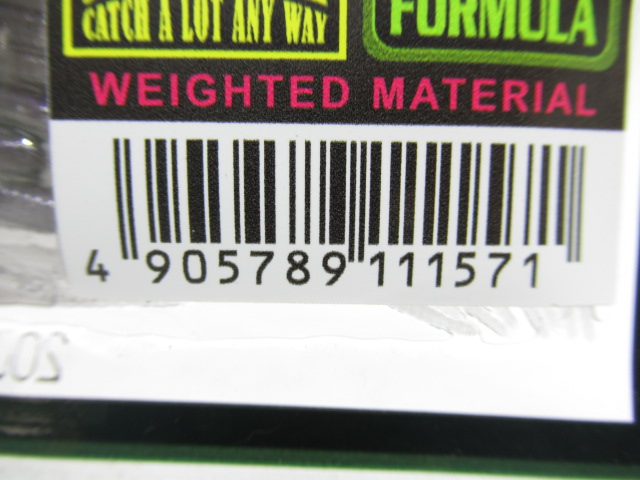 CATCH A LOT ANY WAY
FORMULA
WEIGHTED MATERIAL
4 905789 111571